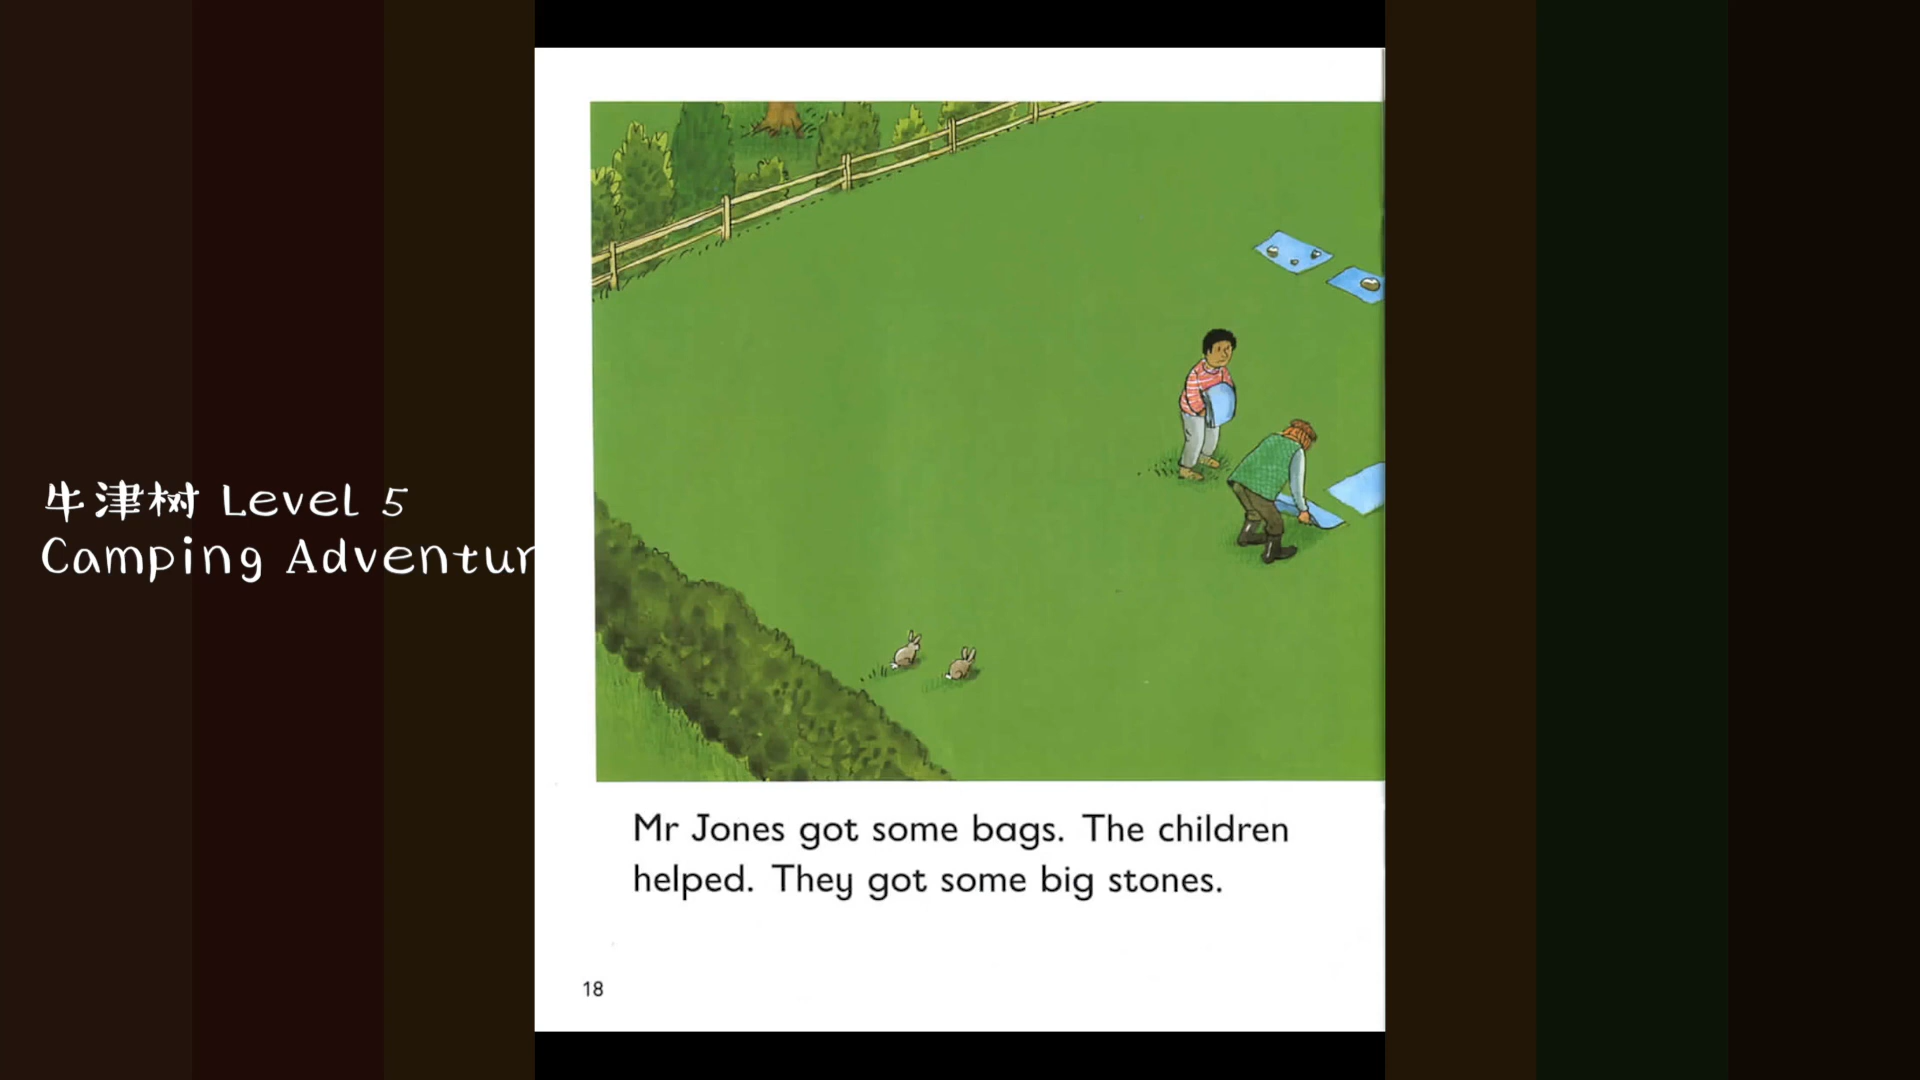 牛津树 Level 5
Camping Adventur
Mr Jones got some bags. The children
helped. They got some big stones.
18